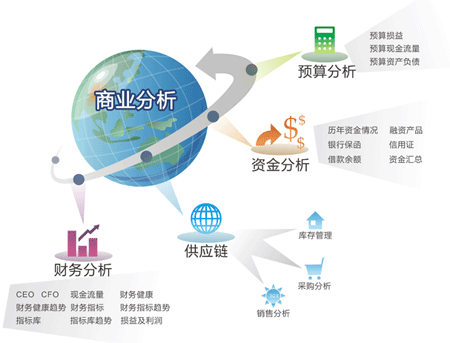 预算损益
预算现金流量
预算资产负债
预算分析
商业分析
历年资金情况 融资产品
银行保函 信用证
借款余额 资金汇总
资金分析
供应链
库存管理
采购分析
销售分析
财务分析
CEO CFO 现金流量 财务健康
财务健康趋势 财务指标 财务指标趋势
指标库 指标库趋势 损益及利润